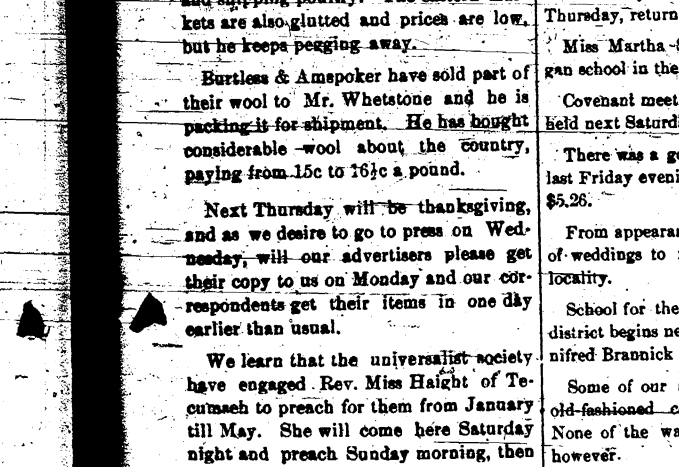 and shipping poultry. The eastern mar-
kets are also glutted and prices are low,
but he keeps pegging away.
Burtless & Amspoker have sold part of
their wool to Mr. Whetstone and he is
packing it for shipment. He has bought
considerable wool about the country,
paying from 15c to 16½c a pound.
Next Thursday will be thanksgiving,
and as we desire to go to press on Wed-
nesday, will our advertisers please get
their copy to us on Monday and our cor-
respondents get their items in one day
earlier than usual.
We learn that the universalist society
have engaged Rev. Miss Haight of Te-
cumseh to preach for them from January
till May. She will come here Saturday
night and preach Sunday morning, then
Thursday, return
Miss Martha
gan school in the
Covenant meet
held next Saturd
There was a g
last Friday eveni
$5.26.
From appearan
of weddings to
locality.
School for the
district begins ne
nifred Brannick
Some of our
old-fashioned c
None of the wa
however.